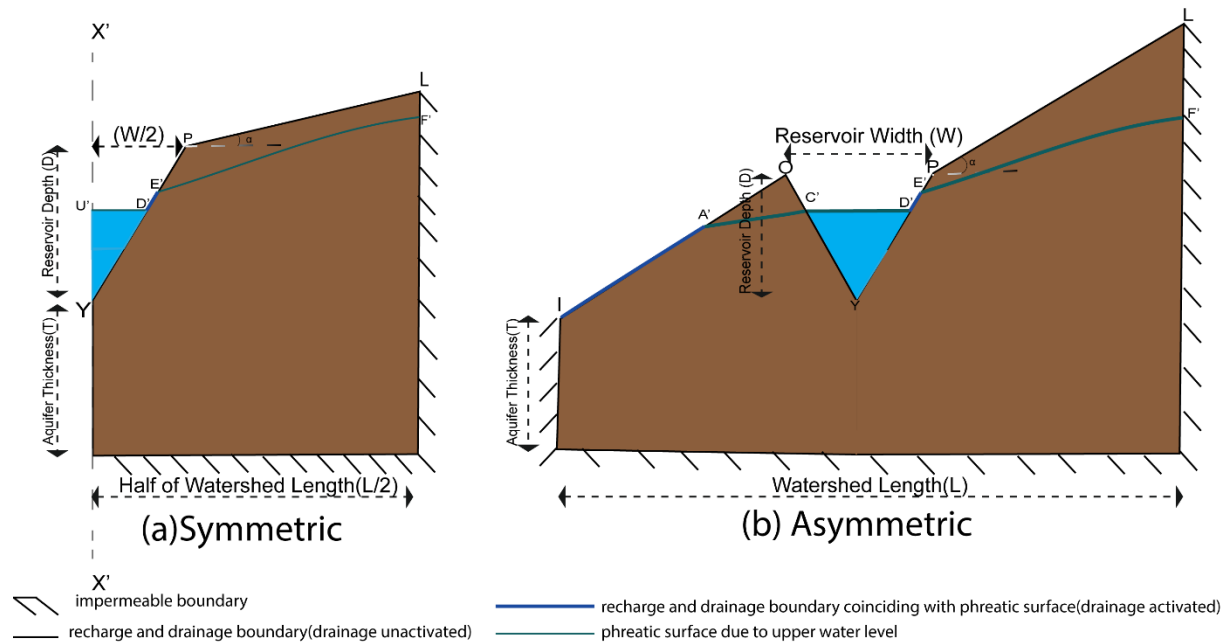 X'
L
(W/2)
P
α
F'
Reservoir Depth (D)
E'
U'
D'
Y
Aquifer Thickness(T)
Half of Watershed Length(L/2)
(a)Symmetric
X'
L
Reservoir Width (W)
F'
O
P
α
Reservoir Depth (D)
E'
C'
D'
A'
Y
I
Aquifer Thickness(T)
Watershed Length(L)
(b) Asymmetric
impermeable boundary
recharge and drainage boundary(drainage unactivated)
recharge and drainage boundary coinciding with phreatic surface(drainage activated)
phreatic surface due to upper water level